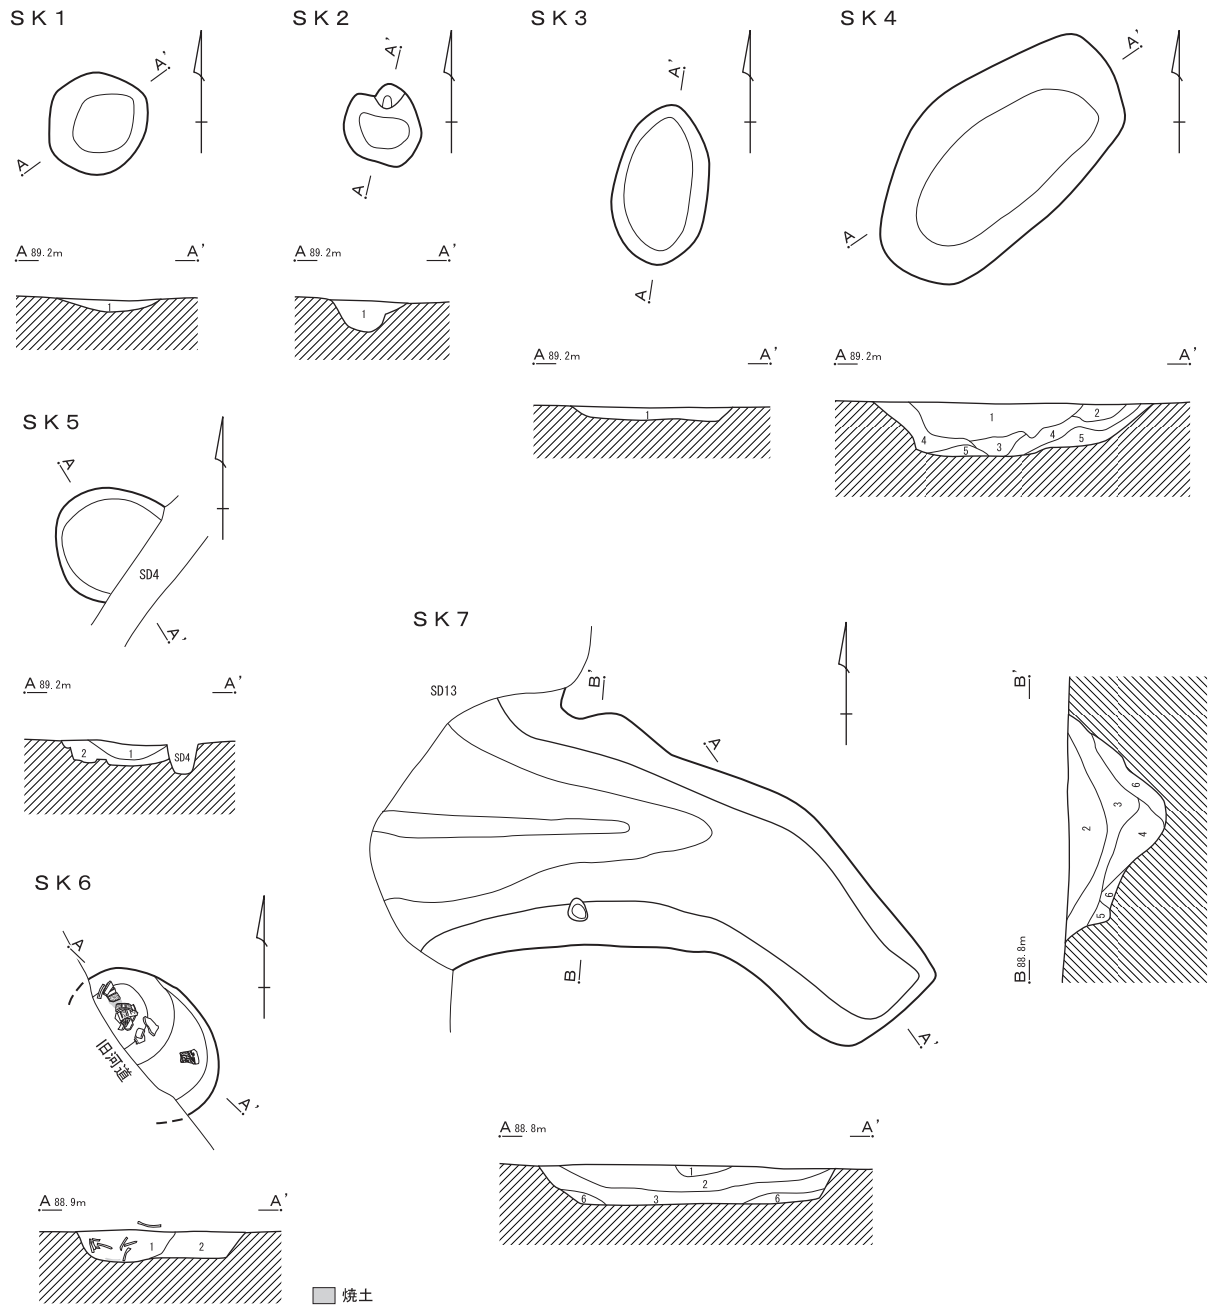 SK1
A
A'
A 89.2m
A'
1
SK2
A'
A
A 89.2m
A'
1
SK3
A'
A
A 89.2m
A'
1
SK4
A'
A
A 89.2m
A'
1
2
4
5
3
4
5
SK5
A
SD4
A'
A 89.2m
A'
2
1
SD4
SK6
A
旧河道
A'
A 88.9m
A'
1
2
SK7
SD13
B'
A
B
A'
B'
6
3
2
4
6
5
B 88.8m
A 88.8m
A'
1
2
6
3
6
焼土